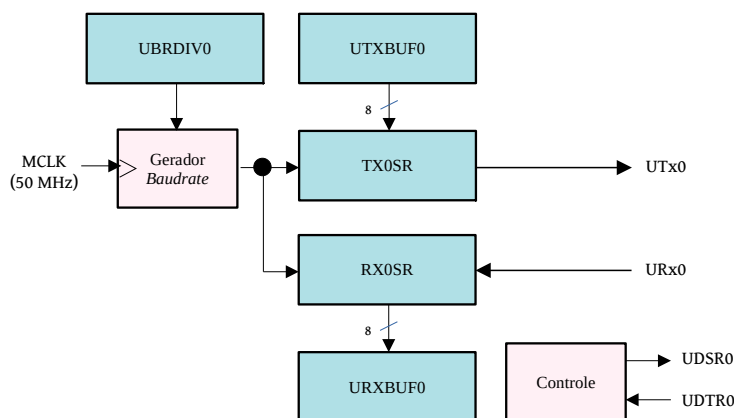 UBRDIV0
UTXBUF0
8
MCLK
(50 MHz)
Gerador
Baudrate
TX0SR
UTx0
RX0SR
URx0
8
URXBUF0
Controle
UDSR0
UDTR0